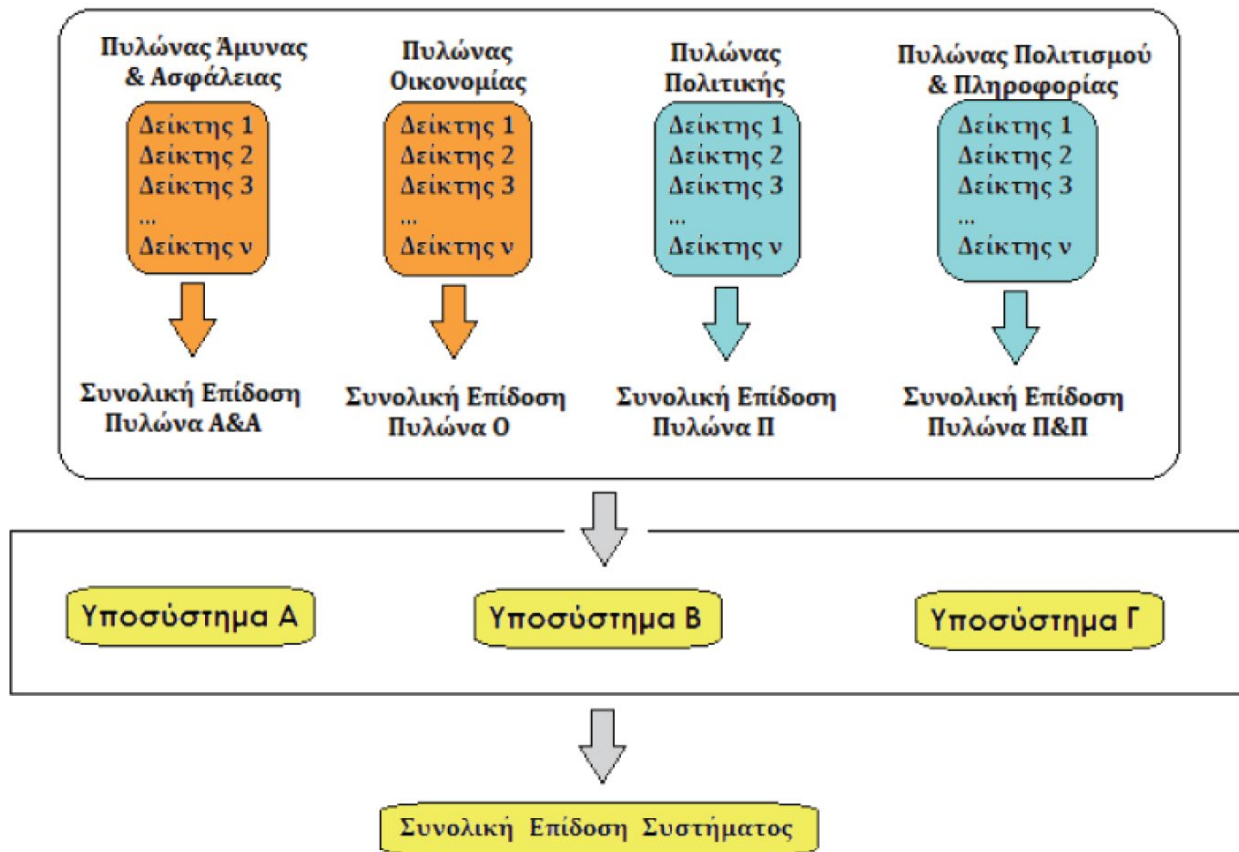 Πυλώνας Άμυνας
& Ασφάλειας
Δείκτης 1
Δείκτης 2
Δείκτης 3
...
Δείκτης ν
Συνολική Επίδοση
Πυλώνα Α&Α
Πυλώνας
Οικονομίας
Δείκτης 1
Δείκτης 2
Δείκτης 3
...
Δείκτης ν
Συνολική Επίδοση
Πυλώνα Ο
Πυλώνας
Πολιτικής
Δείκτης 1
Δείκτης 2
Δείκτης 3
...
Δείκτης ν
Συνολική Επίδοση
Πυλώνα Π
Πυλώνας Πολιτισμού
& Πληροφορίας
Δείκτης 1
Δείκτης 2
Δείκτης 3
...
Δείκτης ν
Συνολική Επίδοση
Πυλώνα Π&Π
Υποσύστημα Α
Υποσύστημα Β
Υποσύστημα Γ
Συνολική Επίδοση Συστήματος